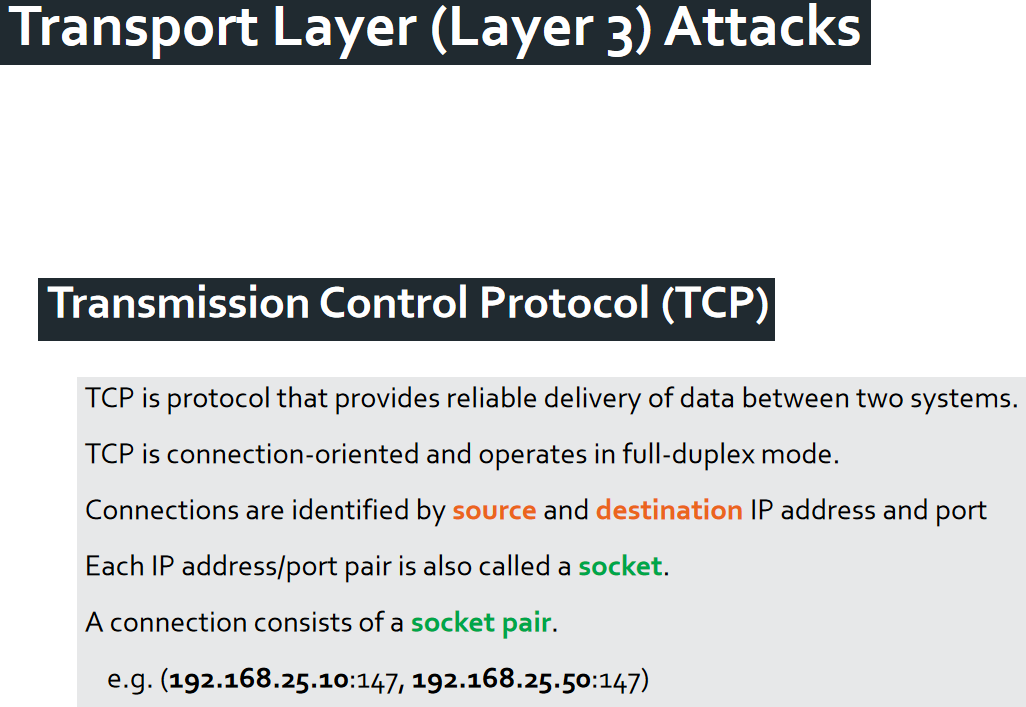 Transport Layer (Layer 3) Attacks
Transmission Control Protocol (TCP)
TCP is protocol that provides reliable delivery of data between two systems.
TCP is connection-oriented and operates in full-duplex mode.
Connections are identified by source and destination IP address and port
Each IP address/port pair is also called a socket.
A connection consists of a socket pair.
e.g. (192.168.25.10:147, 192.168.25.50:147)